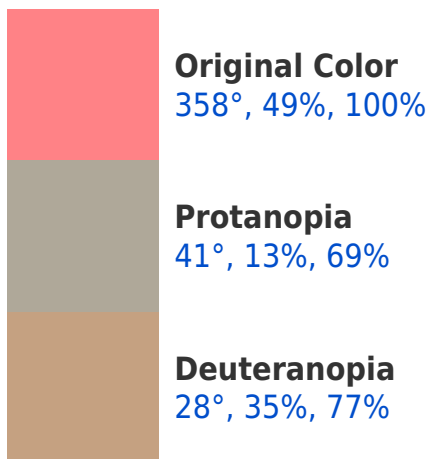 Original Color
358°, 49%, 100%
Protanopia
41°, 13%, 69%
Deuteranopia
28°, 35%, 77%